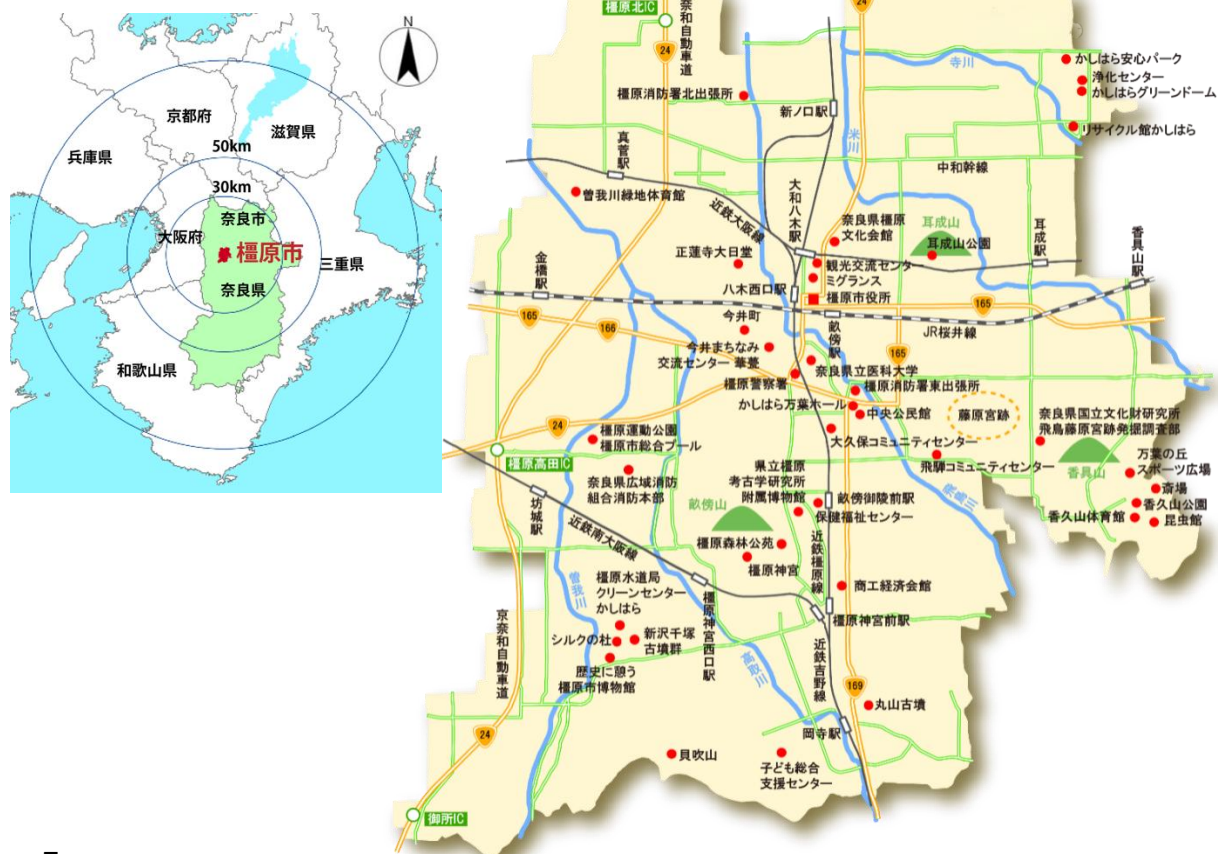 N
京都府
滋賀県
兵庫県
50km
30km
奈良市
大阪府
橿原市
三重県
奈良県
和歌山県
橿原北IC
京奈和自動車道
24
24
寺川
かしはら安心パーク
浄化センター
かしはらグリーンドーム
橿原消防署北出張所
新ノ口駅
米川
リサイクル館かしはら
真菅駅
中和幹線
曽我川緑地体育館
近鉄大阪線
大和八木駅
奈良県橿原
文化会館
耳成山
耳成山公園
耳成駅
香具山駅
正蓮寺大日堂
観光交流センター
ミグランス
金橋駅
八木西口駅
橿原市役所
165
165
166
今井町
畝傍駅
JR桜井線
165
今井まちなみ
交流センター 華甍
奈良県立医科大学
橿原警察署
橿原消防署東出張所
かしはら万葉ホール
中央公民館
藤原宮跡
奈良県国立文化財研究所
飛鳥藤原宮跡発掘調査部
24
橿原運動公園
橿原市総合プール
大久保コミュニティセンター
橿原高田IC
飛騨コミュニティセンター
香具山
万葉の丘
スポーツ広場
奈良県広域消防
組合消防本部
県立橿原
考古学研究所
附属博物館
飛鳥川
斎場
畝傍山
畝傍御陵前駅
保健福祉センター
香久山公園
香久山体育館
昆虫館
坊城駅
近鉄南大阪線
橿原森林公苑
橿原神宮
近鉄橿原線
曽我川
橿原水道局
クリーンセンター
かしはら
商工経済会館
橿原神宮西口駅
橿原神宮前駅
シルクの杜
新沢千塚
古墳群
京奈和自動車道
歴史に憩う
橿原市博物館
高取川
近鉄吉野線
169
丸山古墳
24
岡寺駅
貝吹山
子ども総合
支援センター
御所IC